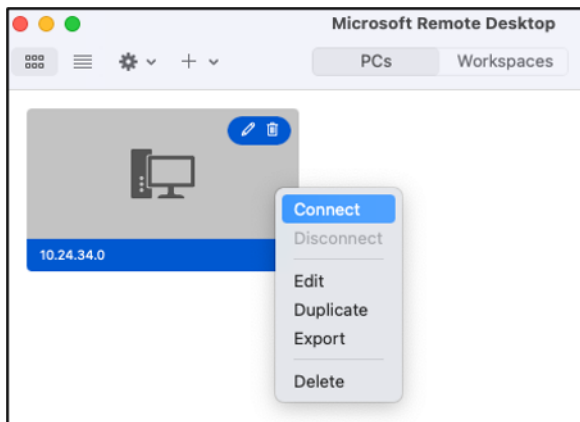 Microsoft Remote Desktop
PCs Workspaces
10.24.34.0
Connect
Disconnect
Edit
Duplicate
Export
Delete